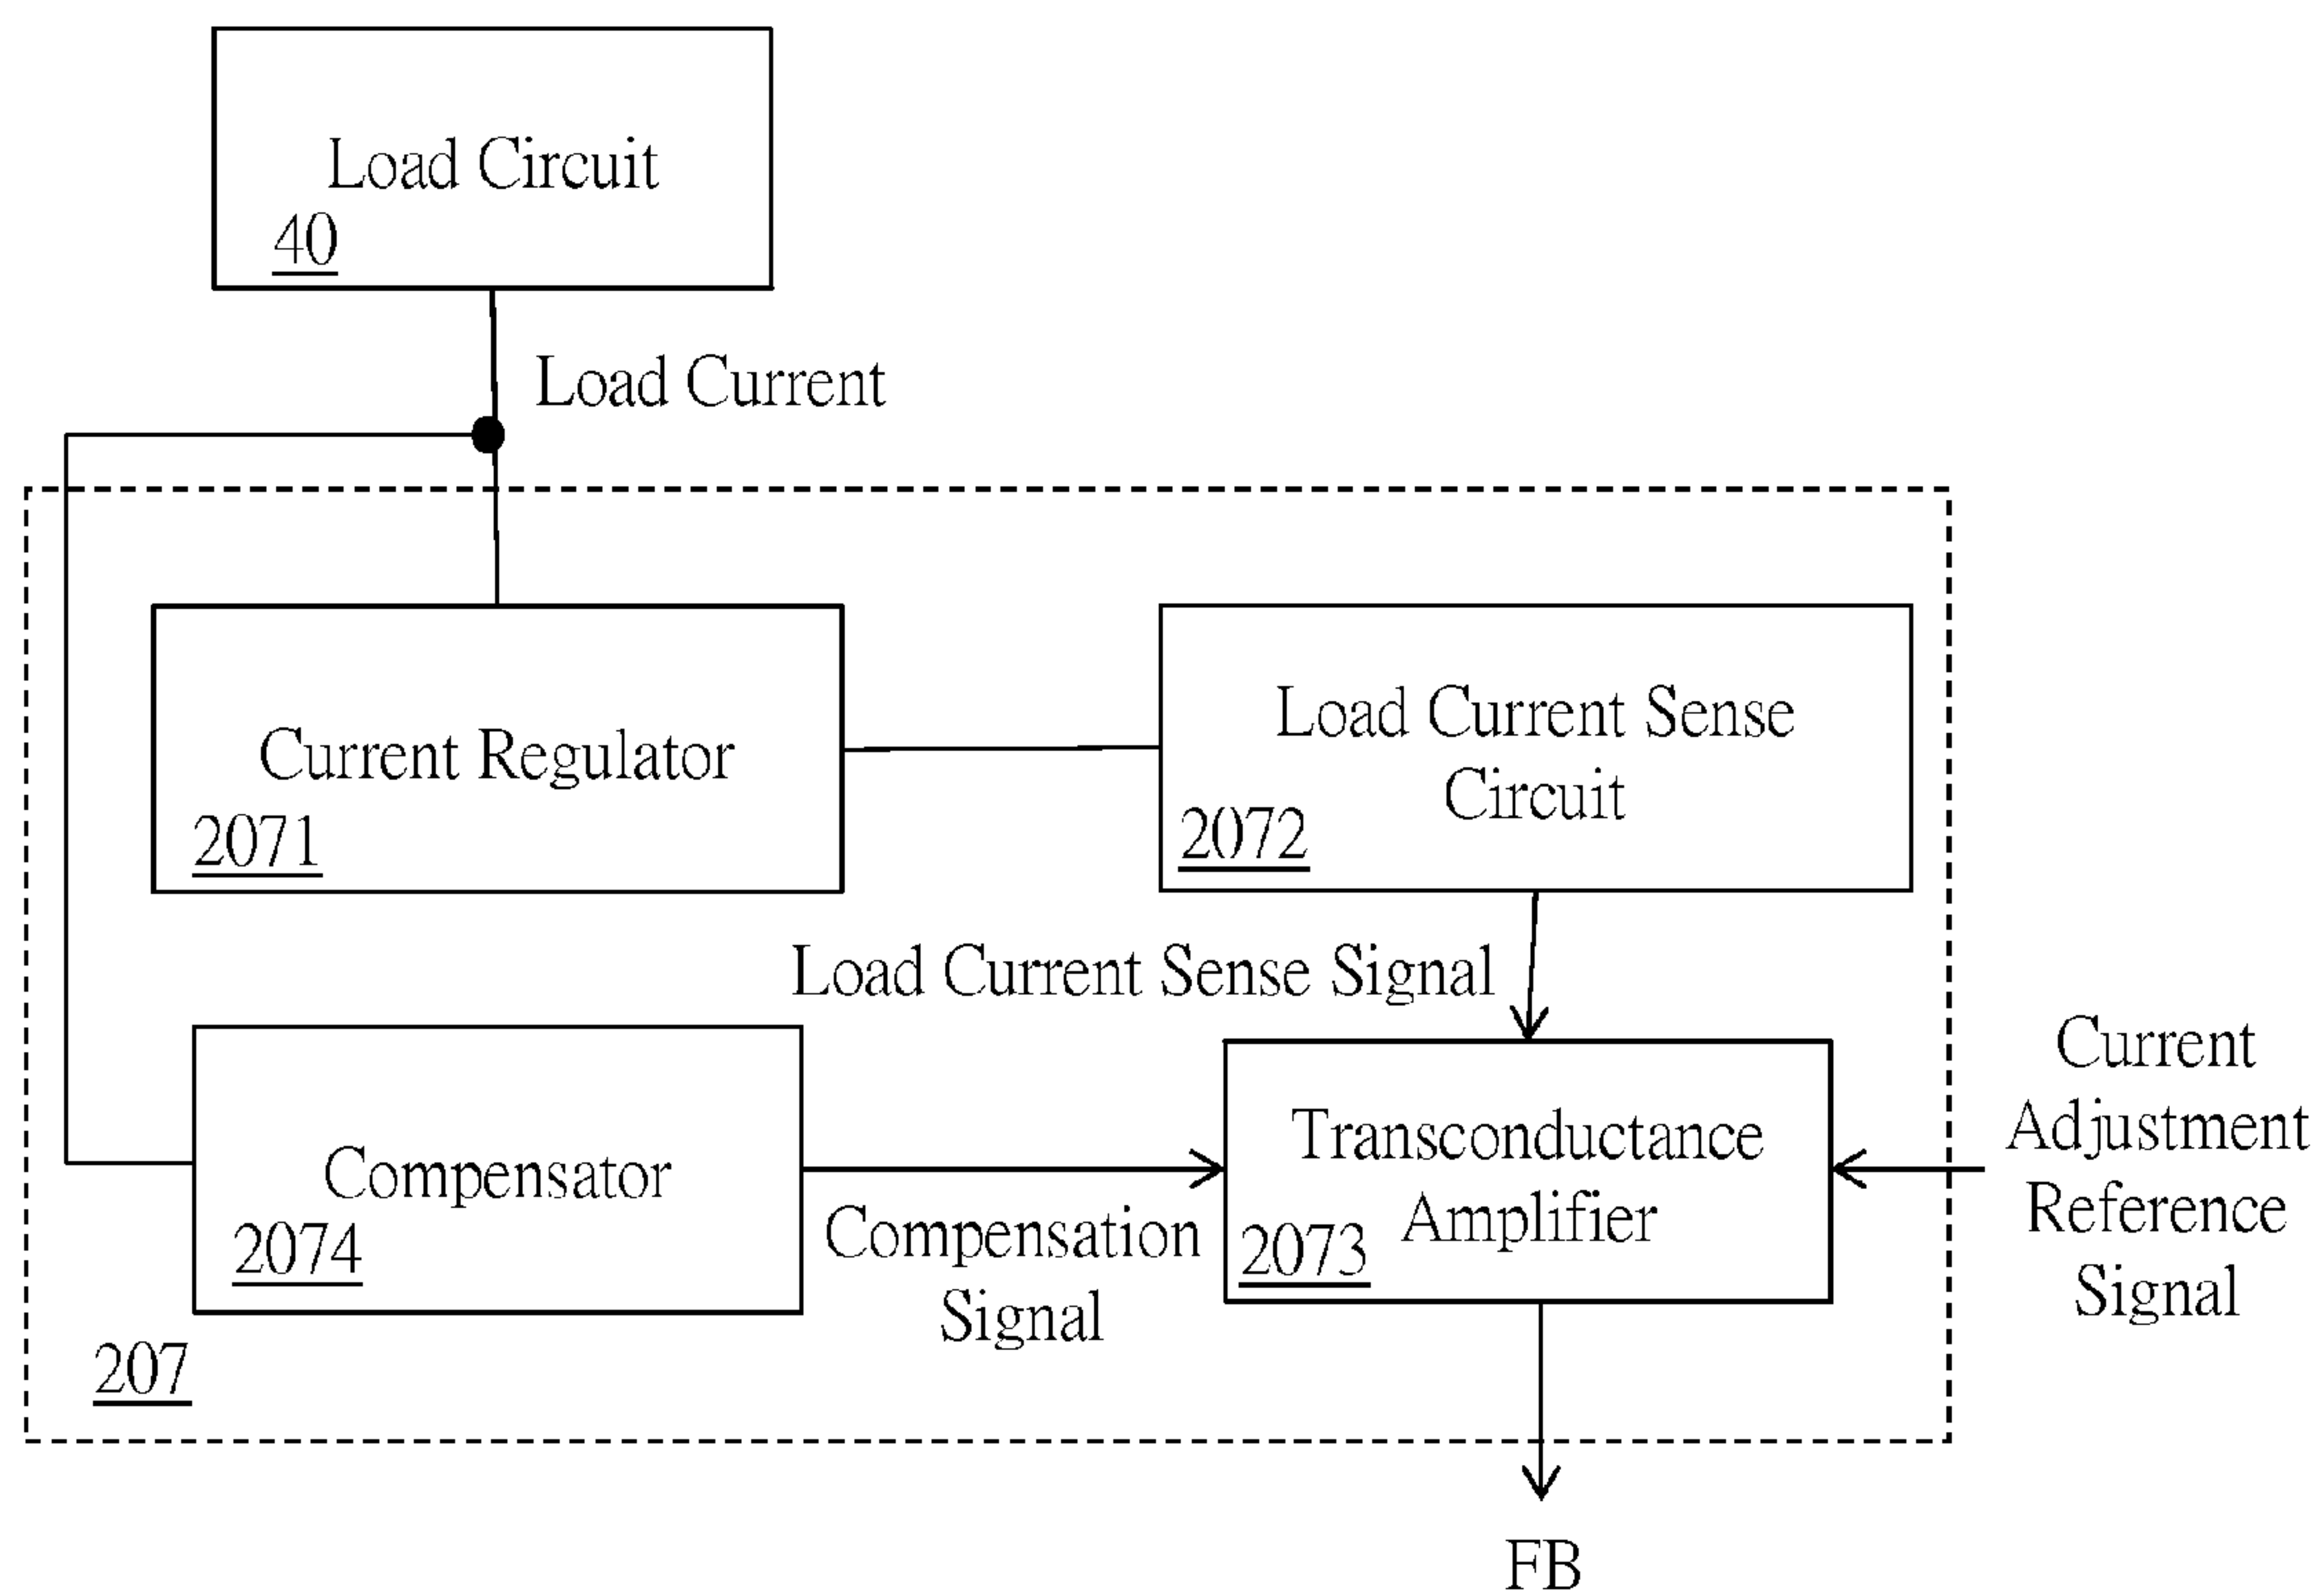 Load Circuit
40
Load Current
Current Regulator
2071
Load Current Sense
Circuit
2072
Load Current Sense Signal
Compensator
2074
Compensation
Signal
Transconductance
Amplifier
2073
Current
Adjustment
Reference
Signal
207
FB